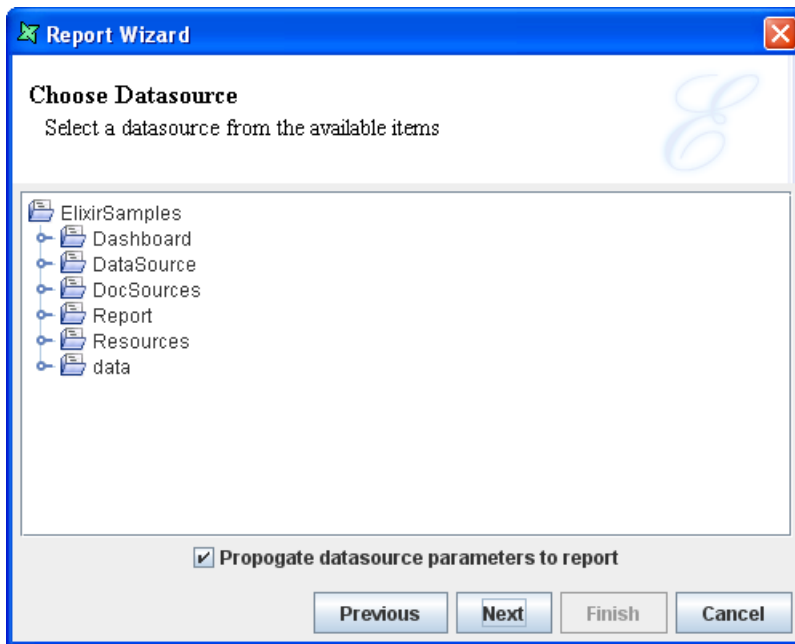 Report Wizard
Choose Datasource
Select a datasource from the available items
ElixirSamples
Dashboard
DataSource
DocSources
Report
Resources
data
Propogate datasource parameters to report
Previous Next Finish Cancel